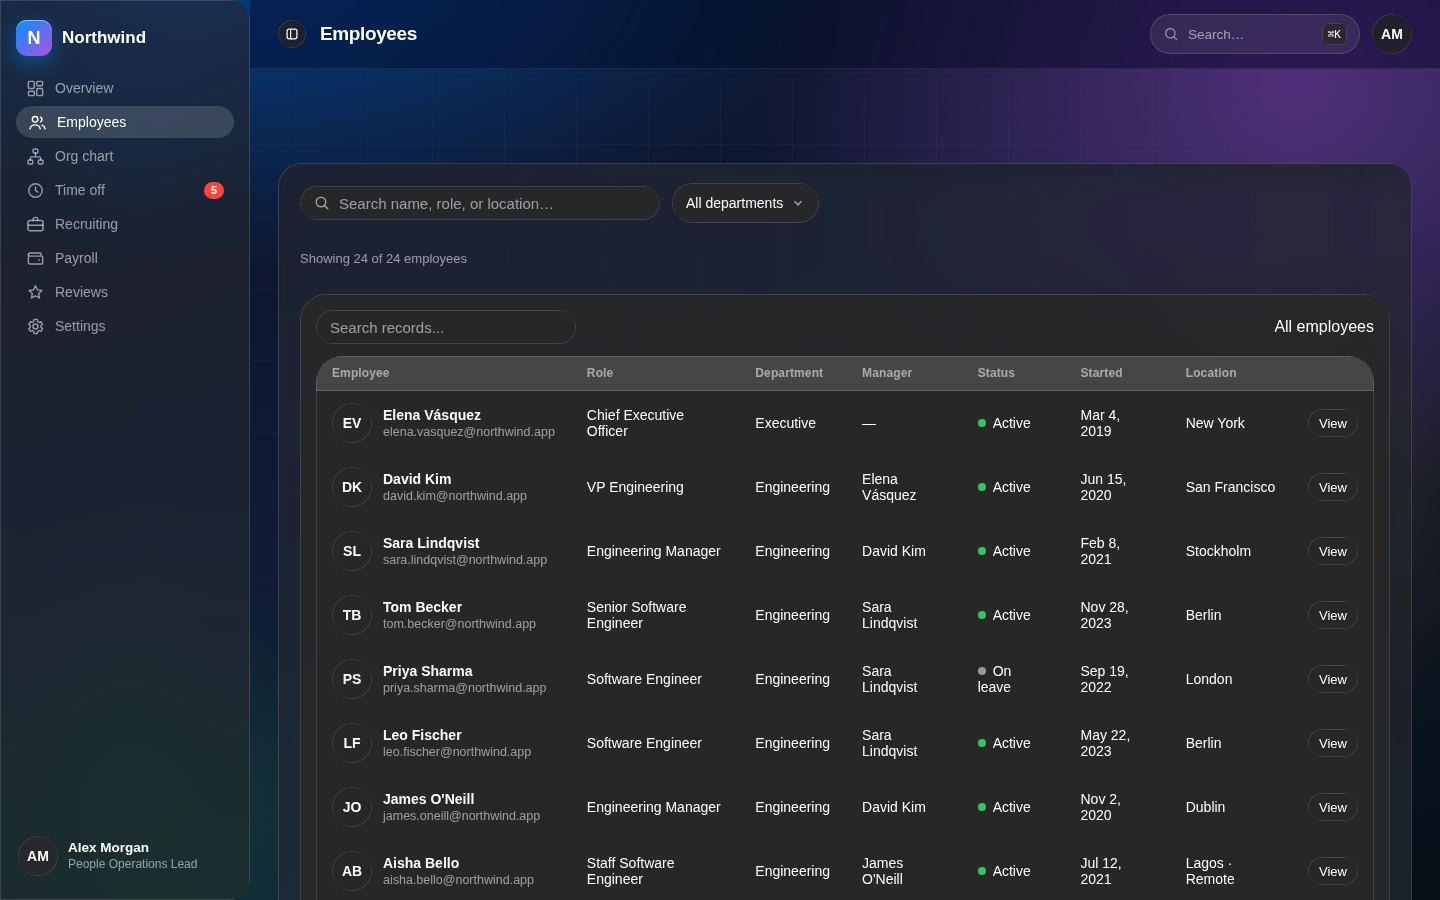 N Northwind
Overview
Employees
Org chart
Time off 5
Recruiting
Payroll
Reviews
Settings
AM
Alex Morgan
People Operations Lead
Employees
Search… ⌘K AM
Search name, role, or location… All departments
Showing 24 of 24 employees
Search records... All employees
Employee Role Department Manager Status Started Location
EV Elena Vásquez elena.vasquez@northwind.app Chief Executive Officer Executive — Active Mar 4, 2019 New York View
DK David Kim david.kim@northwind.app VP Engineering Engineering Elena Vásquez Active Jun 15, 2020 San Francisco View
SL Sara Lindqvist sara.lindqvist@northwind.app Engineering Manager Engineering David Kim Active Feb 8, 2021 Stockholm View
TB Tom Becker tom.becker@northwind.app Senior Software Engineer Engineering Sara Lindqvist Active Nov 28, 2023 Berlin View
PS Priya Sharma priya.sharma@northwind.app Software Engineer Engineering Sara Lindqvist On leave Sep 19, 2022 London View
LF Leo Fischer leo.fischer@northwind.app Software Engineer Engineering Sara Lindqvist Active May 22, 2023 Berlin View
JO James O'Neill james.oneill@northwind.app Engineering Manager Engineering David Kim Active Nov 2, 2020 Dublin View
AB Aisha Bello aisha.bello@northwind.app Staff Software Engineer Engineering James O'Neill Active Jul 12, 2021 Lagos · Remote View